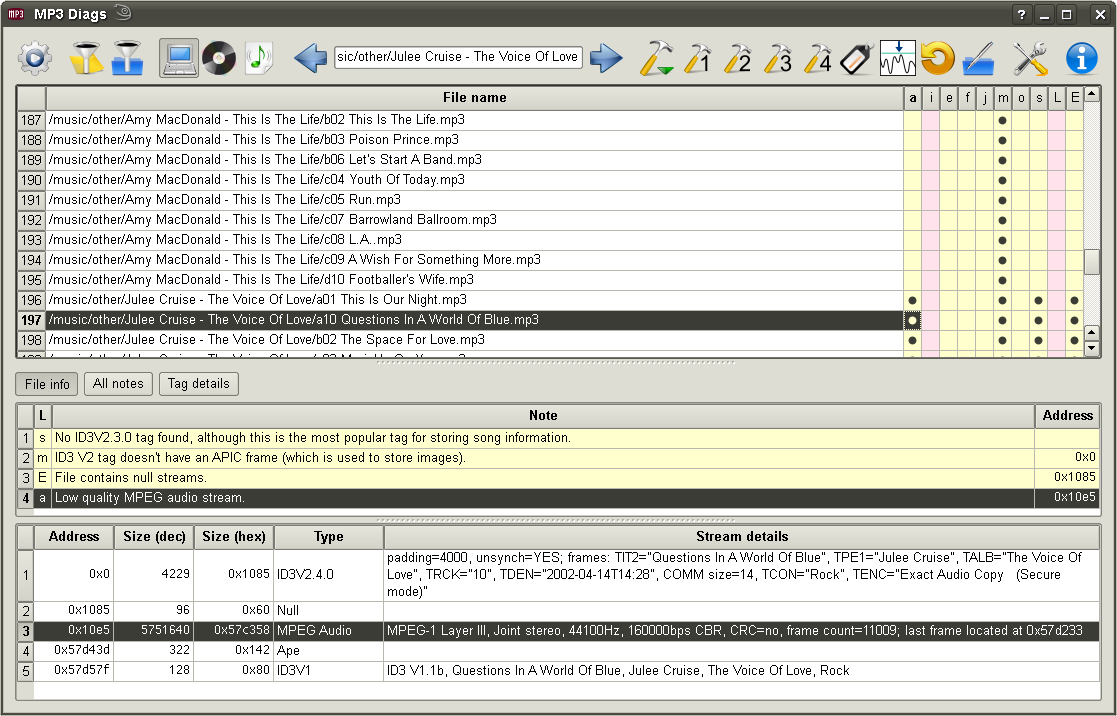 MP3 MP3 Diags ?
sic/other/Julee Cruise - The Voice Of Love 1 2 3 4
File name a i e f j m o s L E
187 /music/other/Amy MacDonald - This Is The Life/b02 This Is The Life.mp3
188 /music/other/Amy MacDonald - This Is The Life/b03 Poison Prince.mp3
189 /music/other/Amy MacDonald - This Is The Life/b06 Let's Start A Band.mp3
190 /music/other/Amy MacDonald - This Is The Life/c04 Youth Of Today.mp3
191 /music/other/Amy MacDonald - This Is The Life/c05 Run.mp3
192 /music/other/Amy MacDonald - This Is The Life/c07 Barrowland Ballroom.mp3
193 /music/other/Amy MacDonald - This Is The Life/c08 L.A..mp3
194 /music/other/Amy MacDonald - This Is The Life/c09 A Wish For Something More.mp3
195 /music/other/Amy MacDonald - This Is The Life/d10 Footballer's Wife.mp3
196 /music/other/Julee Cruise - The Voice Of Love/a01 This Is Our Night.mp3
197 /music/other/Julee Cruise - The Voice Of Love/a10 Questions In A World Of Blue.mp3
198 /music/other/Julee Cruise - The Voice Of Love/b02 The Space For Love.mp3
File info All notes Tag details
L Note Address
1 s No ID3V2.3.0 tag found, although this is the most popular tag for storing song information.
2 m ID3 V2 tag doesn't have an APIC frame (which is used to store images). 0x0
3 E File contains null streams. 0x1085
4 a Low quality MPEG audio stream. 0x10e5
Address Size (dec) Size (hex) Type Stream details
padding=4000, unsynch=YES; frames: TIT2="Questions In A World Of Blue", TPE1="Julee Cruise", TALB="The Voice Of
1 0x0 4229 0x1085 ID3V2.4.0 Love", TRCK="10", TDEN="2002-04-14T14:28", COMM size=14, TCON="Rock", TENC="Exact Audio Copy (Secure
mode)"
2 0x1085 96 0x60 Null
3 0x10e5 5751640 0x57c358 MPEG Audio MPEG-1 Layer III, Joint stereo, 44100Hz, 160000bps CBR, CRC=no, frame count=11009; last frame located at 0x57d233
4 0x57d43d 322 0x142 Ape
5 0x57d57f 128 0x80 ID3V1 ID3 V1.1b, Questions In A World Of Blue, Julee Cruise, The Voice Of Love, Rock